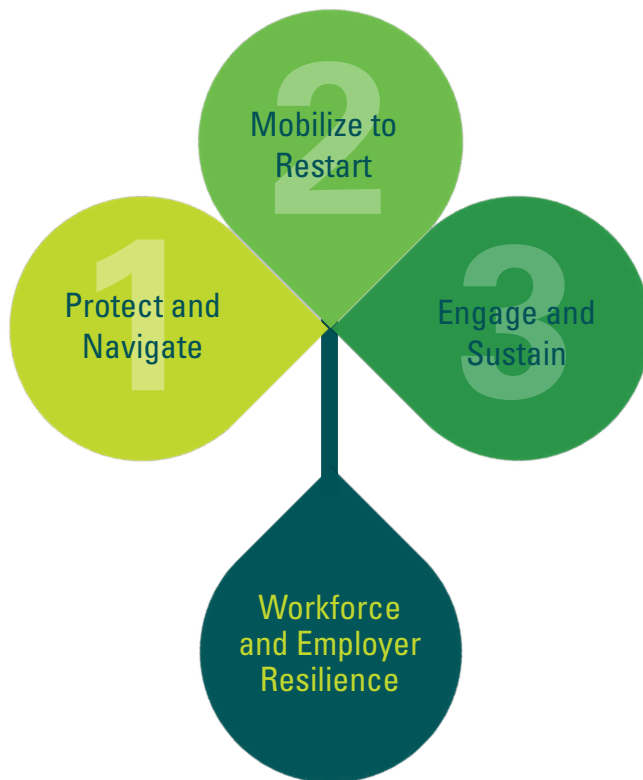 1
Protect and
Navigate
2
Mobilize to
Restart
3
Engage and
Sustain
Workforce
and Employer
Resilience